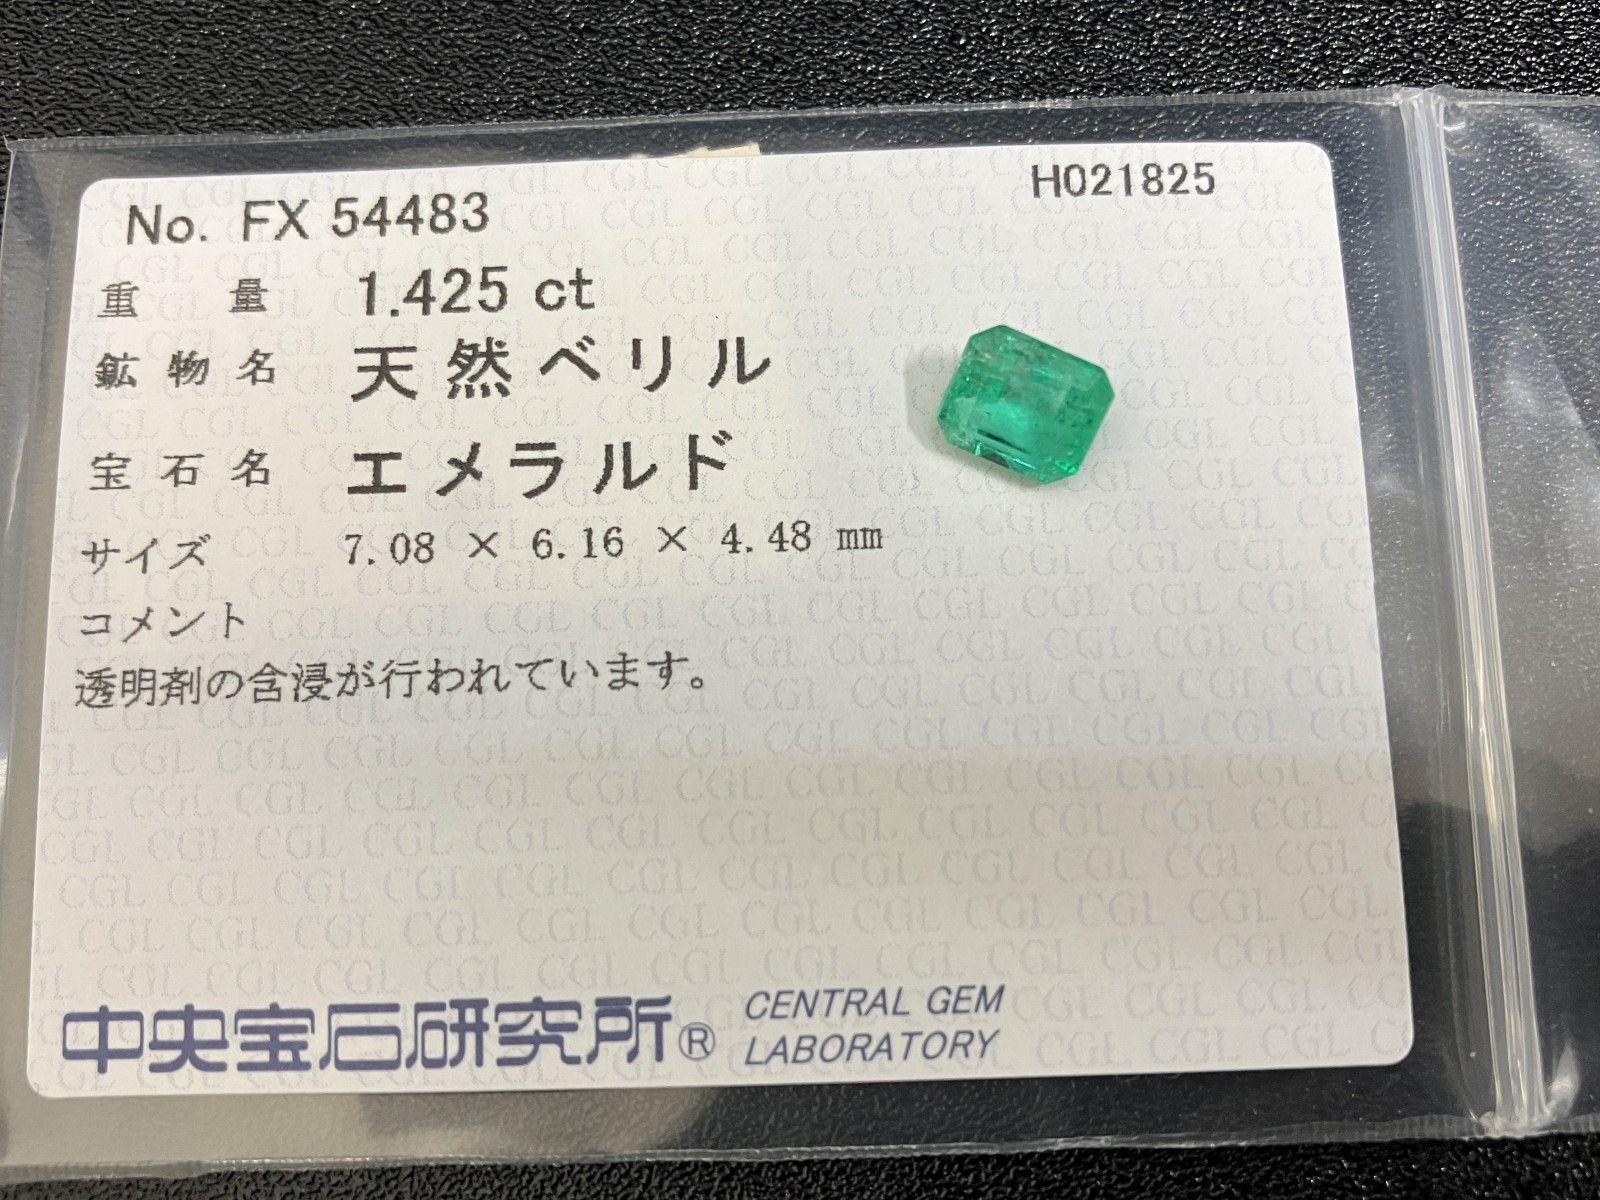 No. FX 54483
H021825
重量 1.425 ct
鉱物名 天然ベリル
宝石名 エメラルド
サイズ 7.08 × 6.16 × 4.48 mm
コメント
透明剤の含浸が行われています。
中央宝石研究所® CENTRAL GEM
LABORATORY